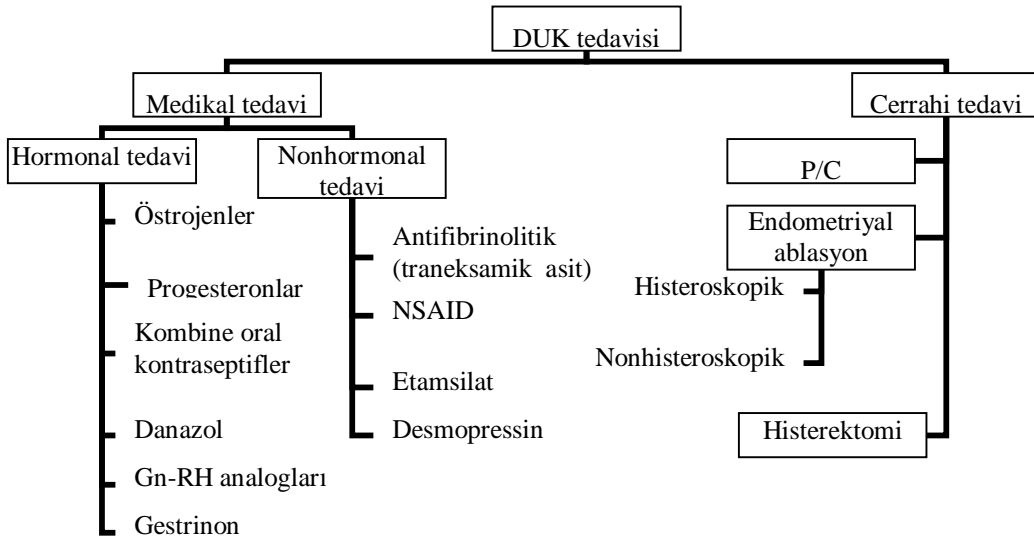 DUK tedavisi
Medikal tedavi
Cerrahi tedavi
Hormonal tedavi
Nonhormonal
tedavi
Östrojenler
Progesteronlar
Kombine oral
kontraseptifler
Danazol
Gn-RH analogları
Gestrinon
Antifibrinolitik
(traneksamik asit)
NSAID
Etamsilat
Desmopressin
P/C
Endometriyal
ablasyon
Histeroskopik
Nonhisteroskopik
Histerektomi